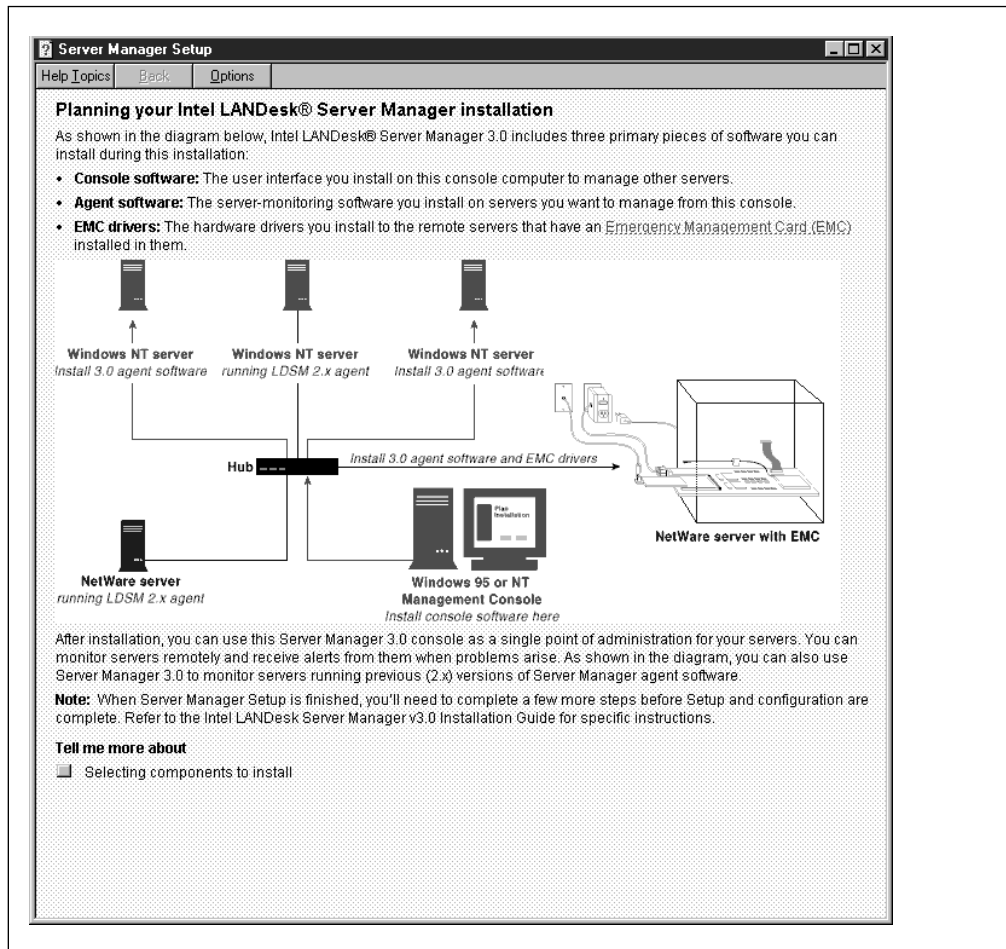 Server Manager Setup
Help Topics Back Options
Planning your Intel LANDesk® Server Manager installation
As shown in the diagram below, Intel LANDesk® Server Manager 3.0 includes three primary pieces of software you can
install during this installation:
• Console software: The user interface you install on this console computer to manage other servers.
• Agent software: The server-monitoring software you install on servers you want to manage from this console.
• EMC drivers: The hardware drivers you install to the remote servers that have an Emergency Management Card (EMC)
installed in them.
Windows NT server
Install 3.0 agent software
Windows NT server
running LDSM 2.x agent
Windows NT server
Install 3.0 agent software
Hub
Install 3.0 agent software and EMC drivers
NetWare server with EMC
Plan
Installation
NetWare server
running LDSM 2.x agent
Windows 95 or NT
Management Console
Install console software here
After installation, you can use this Server Manager 3.0 console as a single point of administration for your servers. You can
monitor servers remotely and receive alerts from them when problems arise. As shown in the diagram, you can also use
Server Manager 3.0 to monitor servers running previous (2.x) versions of Server Manager agent software.
Note: When Server Manager Setup is finished, you'll need to complete a few more steps before Setup and configuration are
complete. Refer to the Intel LANDesk Server Manager v3.0 Installation Guide for specific instructions.
Tell me more about
Selecting components to install